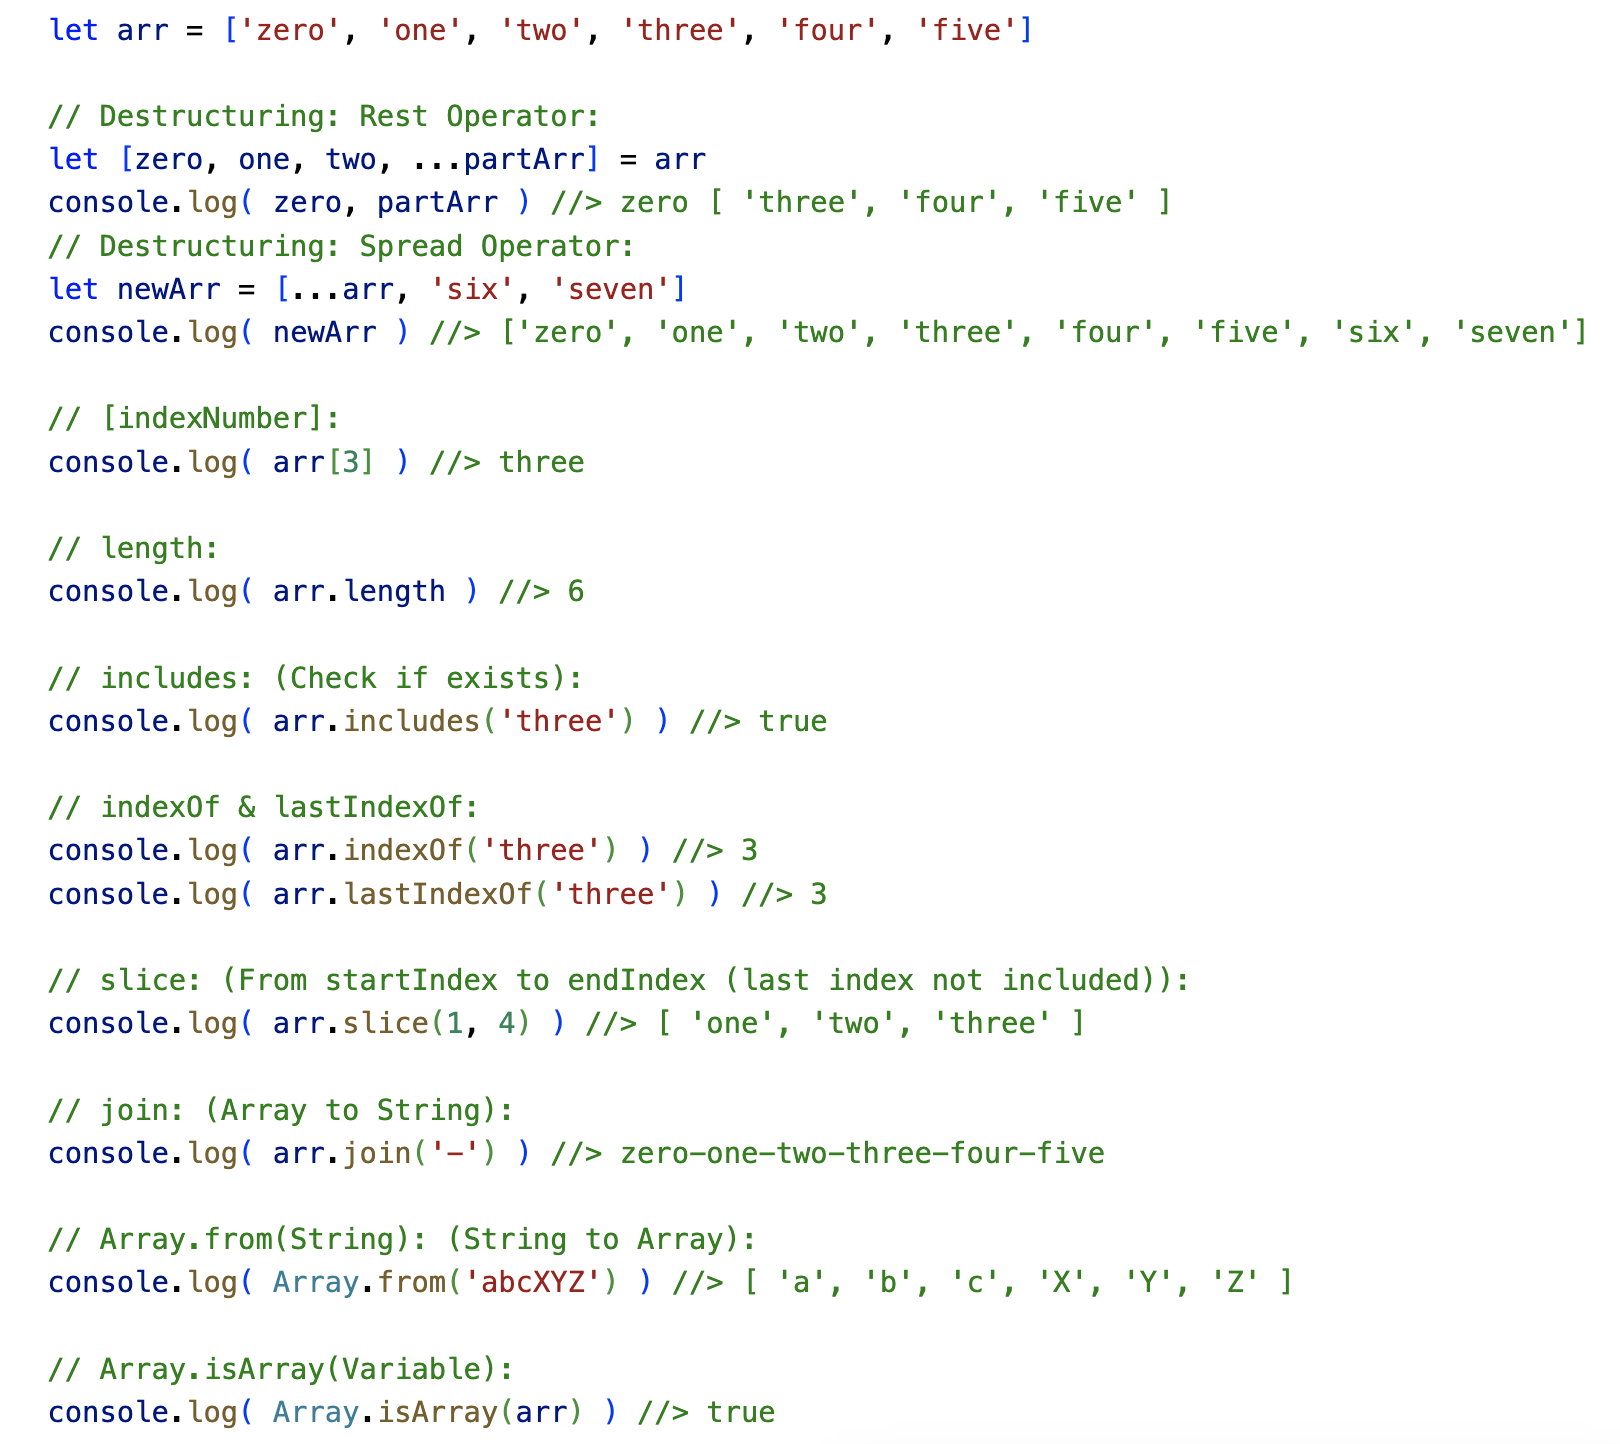 let arr = ['zero', 'one', 'two', 'three', 'four', 'five']
// Destructuring: Rest Operator:
let [zero, one, two, ...partArr] = arr
console.log( zero, partArr ) //> zero [ 'three', 'four', 'five' ]
// Destructuring: Spread Operator:
let newArr = [...arr, 'six', 'seven']
console.log( newArr ) //> ['zero', 'one', 'two', 'three', 'four', 'five', 'six', 'seven']
// [indexNumber]:
console.log( arr[3] ) //> three
// length:
console.log( arr.length ) //> 6
// includes: (Check if exists):
console.log( arr.includes('three') ) //> true
// indexOf & lastIndexOf:
console.log( arr.indexOf('three') ) //> 3
console.log( arr.lastIndexOf('three') ) //> 3
// slice: (From startIndex to endIndex (last index not included)):
console.log( arr.slice(1, 4) ) //> [ 'one', 'two', 'three' ]
// join: (Array to String):
console.log( arr.join('-') ) //> zero-one-two-three-four-five
// Array.from(String): (String to Array):
console.log( Array.from('abcXYZ') ) //> [ 'a', 'b', 'c', 'X', 'Y', 'Z' ]
// Array.isArray(Variable):
console.log( Array.isArray(arr) ) //> true